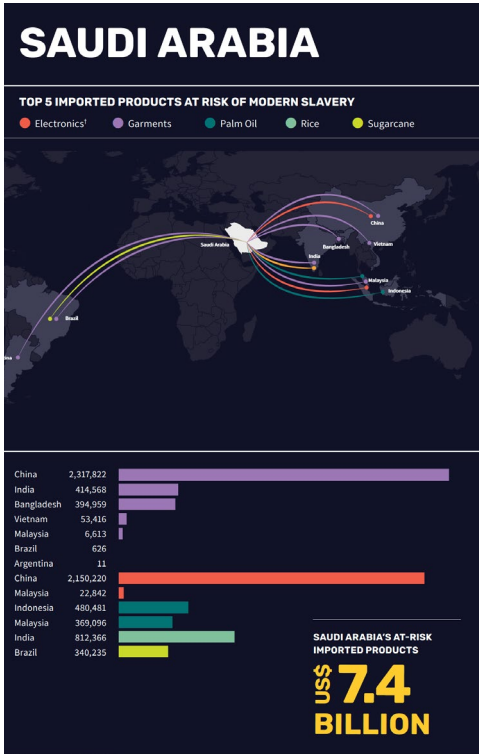 SAUDI ARABIA
TOP 5 IMPORTED PRODUCTS AT RISK OF MODERN SLAVERY
Electronics† Garments Palm Oil Rice Sugarcane
China
Saudi Arabia
Bangladesh
Vietnam
India
Malaysia
Indonesia
Brazil
ina
China 2,317,822
India 414,568
Bangladesh 394,959
Vietnam 53,416
Malaysia 6,613
Brazil 626
Argentina 11
China 2,150,220
Malaysia 22,842
Indonesia 480,481
Malaysia 369,096
India 812,366
Brazil 340,235
SAUDI ARABIA'S AT-RISK
IMPORTED PRODUCTS
US$ 7.4
BILLION